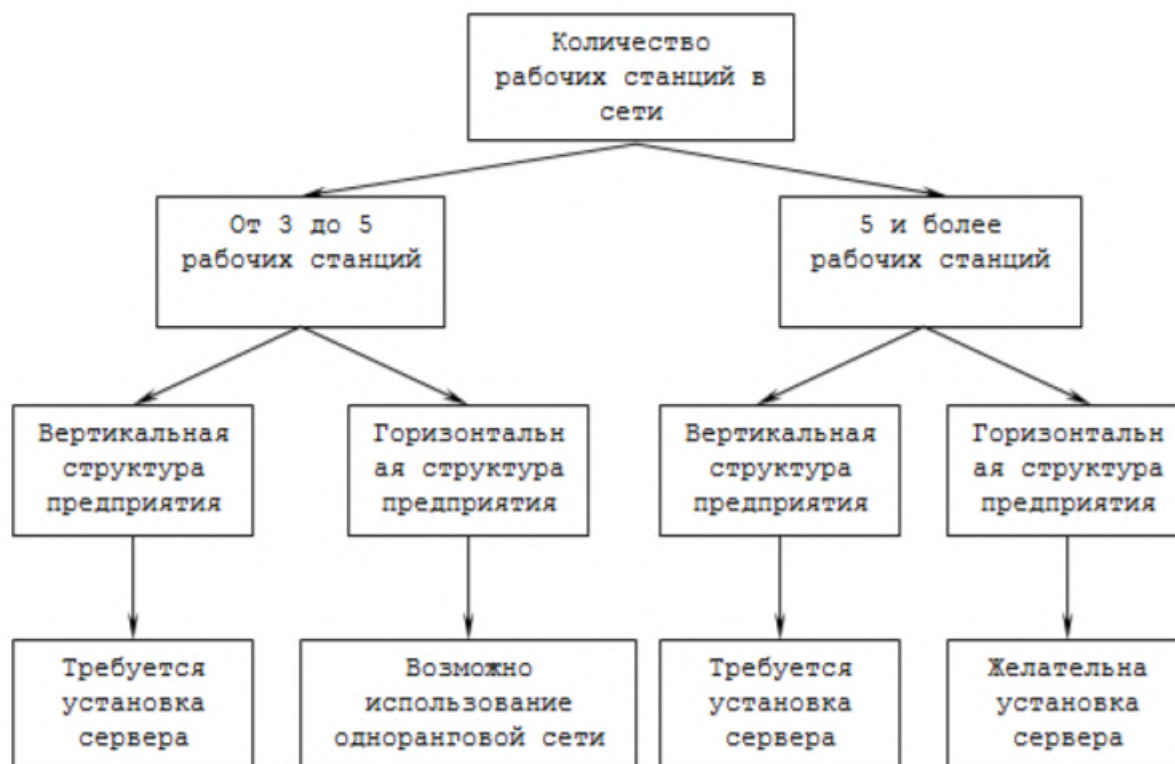 Количество
рабочих станций в
сети
От 3 до 5
рабочих станций
5 и более
рабочих станций
Вертикальная
структура
предприятия
Горизонтальн
ая структура
предприятия
Вертикальная
структура
предприятия
Горизонтальн
ая структура
предприятия
Требуется
установка
сервера
Возможно
использование
одноранговой сети
Требуется
установка
сервера
Желательна
установка
сервера